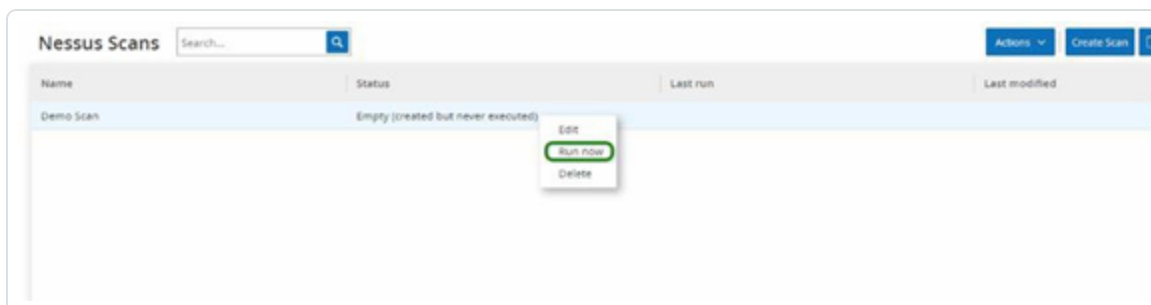 Nessus Scans Search... Actions Create Scan
Name Status Last run Last modified
Demo Scan Empty (created but never executed)
Edit
Run now
Delete